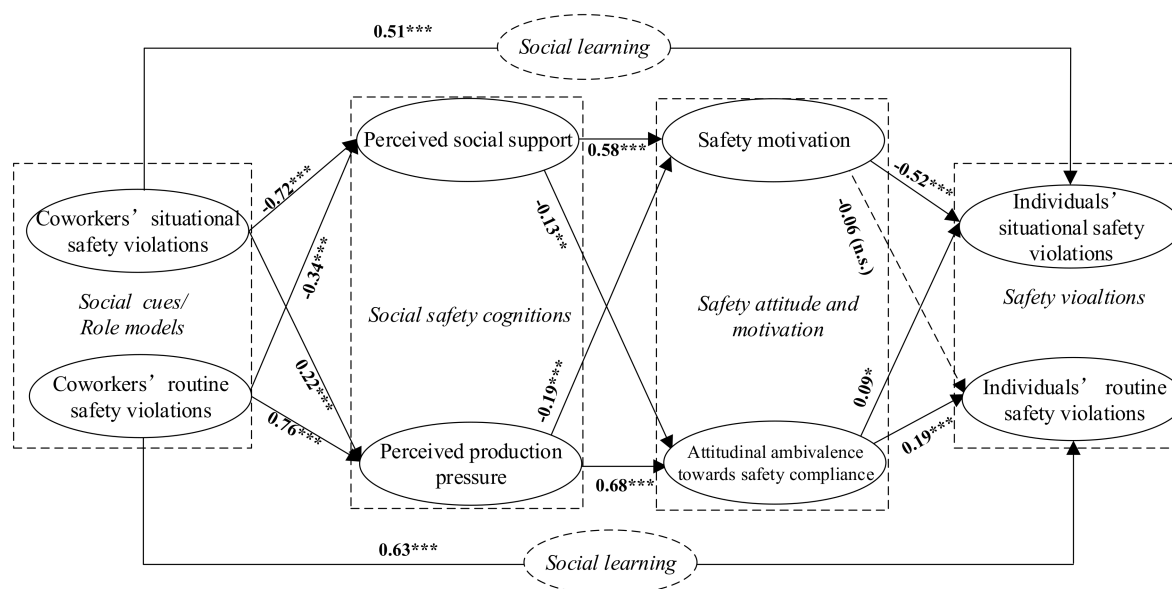 0.51***
Social learning
Perceived social support
0.58***
Safety motivation
-0.72***
-0.52***
Coworkers’ situational
safety violations
Individuals’
situational safety
violations
-0.13**
-0.06 (n.s.)
-0.34***
Social cues/
Role models
Social safety cognitions
Safety attitude and
motivation
Safety vioaltions
0.22***
-0.19***
0.09*
Coworkers’ routine
safety violations
0.76***
Individuals’ routine
safety violations
0.19***
Perceived production
pressure
0.68***
Attitudinal ambivalence
towards safety compliance
0.63***
Social learning